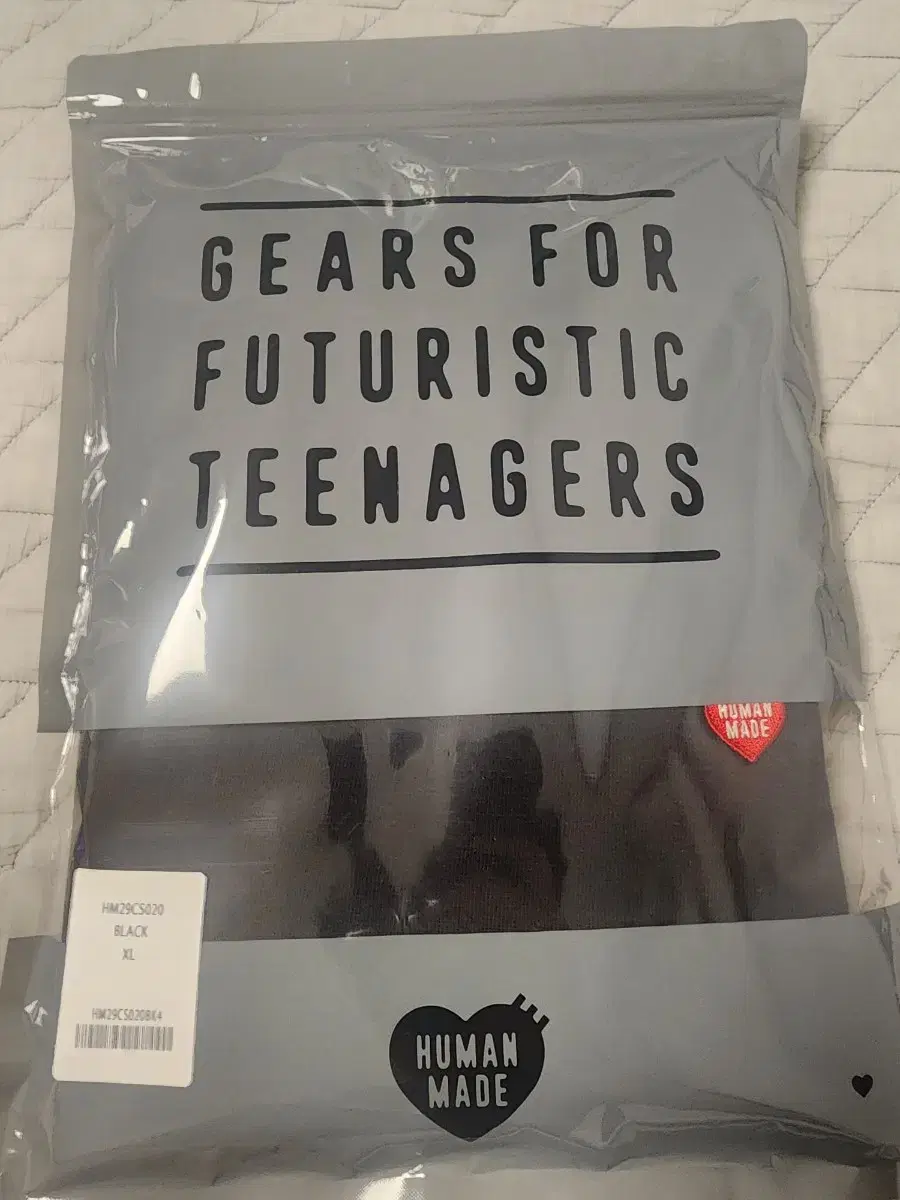 GEARS FOR
FUTURISTIC
TEENAGERS
HUMAN
MADE
HM29CS020
BLACK
XL
HM29CS020BK4
HUMAN
MADE